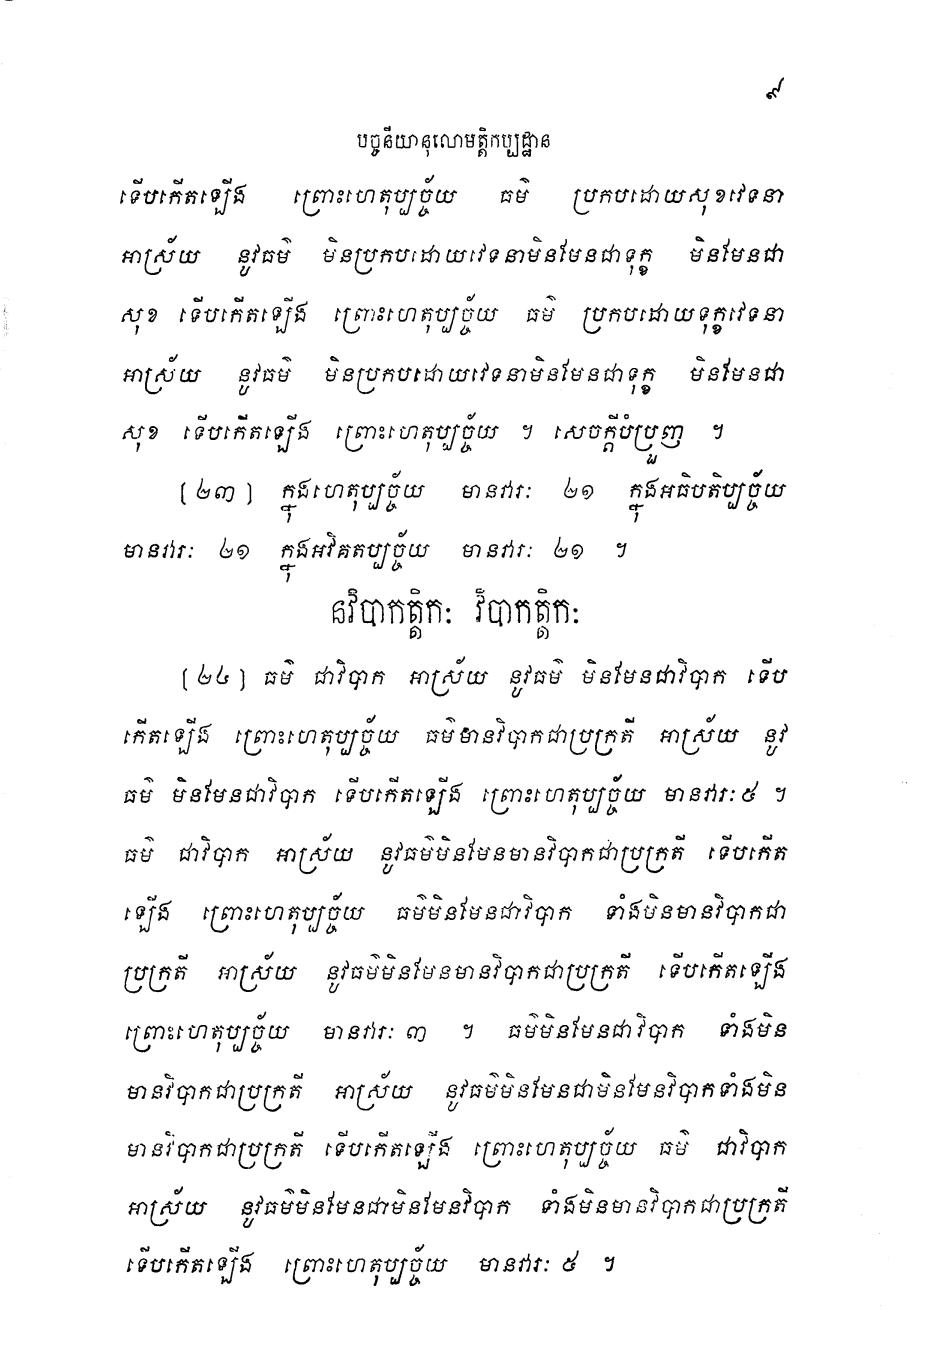 ៩
បច្ចនីយានុលោមត្តិកប្បដ្ឋាន
ទើបកើតឡើង ព្រោះហេតុប្បច្ច័យ ធម៌ ប្រកបដោយសុខវេទនា
អាស្រ័យ នូវធម៌ មិនប្រកបដោយវេទនាមិនមែនជាទុក្ខ មិនមែនជា
សុខ ទើបកើតឡើង ព្រោះហេតុប្បច្ច័យ ធម៌ ប្រកបដោយទុក្ខវេទនា
អាស្រ័យ នូវធម៌ មិនប្រកបដោយវេទនាមិនមែនជាទុក្ខ មិនមែនជា
សុខ ទើបកើតឡើង ព្រោះហេតុប្បច្ច័យ ។ សេចក្តីបំប្រួញ ។
[២៣] ក្នុងហេតុប្បច្ច័យ មានវារៈ ២១ ក្នុងអធិបតិប្បច្ច័យ
មានវារៈ ២១ ក្នុងអវិគតប្បច្ច័យ មានវារៈ ២១ ។
នវិបាកត្តិកៈ វិបាកត្តិកៈ
[២៤] ធម៌ ជាវិបាក អាស្រ័យ នូវធម៌ មិនមែនជាវិបាក ទើប
កើតឡើង ព្រោះហេតុប្បច្ច័យ ធម៌មានវិបាកជាប្រក្រតី អាស្រ័យ នូវ
ធម៌ មិនមែនជាវិបាក ទើបកើតឡើង ព្រោះហេតុប្បច្ច័យ មានវារៈ ៥ ។
ធម៌ ជាវិបាក អាស្រ័យ នូវធម៌មិនមែនមានវិបាកជាប្រក្រតី ទើបកើត
ឡើង ព្រោះហេតុប្បច្ច័យ ធម៌មិនមែនជាវិបាក ទាំងមិនមានវិបាកជា
ប្រក្រតី អាស្រ័យ នូវធម៌មិនមែនមានវិបាកជាប្រក្រតី ទើបកើតឡើង
ព្រោះហេតុប្បច្ច័យ មានវារៈ ៣ ។ ធម៌មិនមែនជាវិបាក ទាំងមិន
មានវិបាកជាប្រក្រតី អាស្រ័យ នូវធម៌មិនមែនជាមិនមែនវិបាកទាំងមិន
មានវិបាកជាប្រក្រតី ទើបកើតឡើង ព្រោះហេតុប្បច្ច័យ ធម៌ ជាវិបាក
អាស្រ័យ នូវធម៌មិនមែនជាមិនមែនវិបាក ទាំងមិនមានវិបាកជាប្រក្រតី
ទើបកើតឡើង ព្រោះហេតុប្បច្ច័យ មានវារៈ ៥ ។